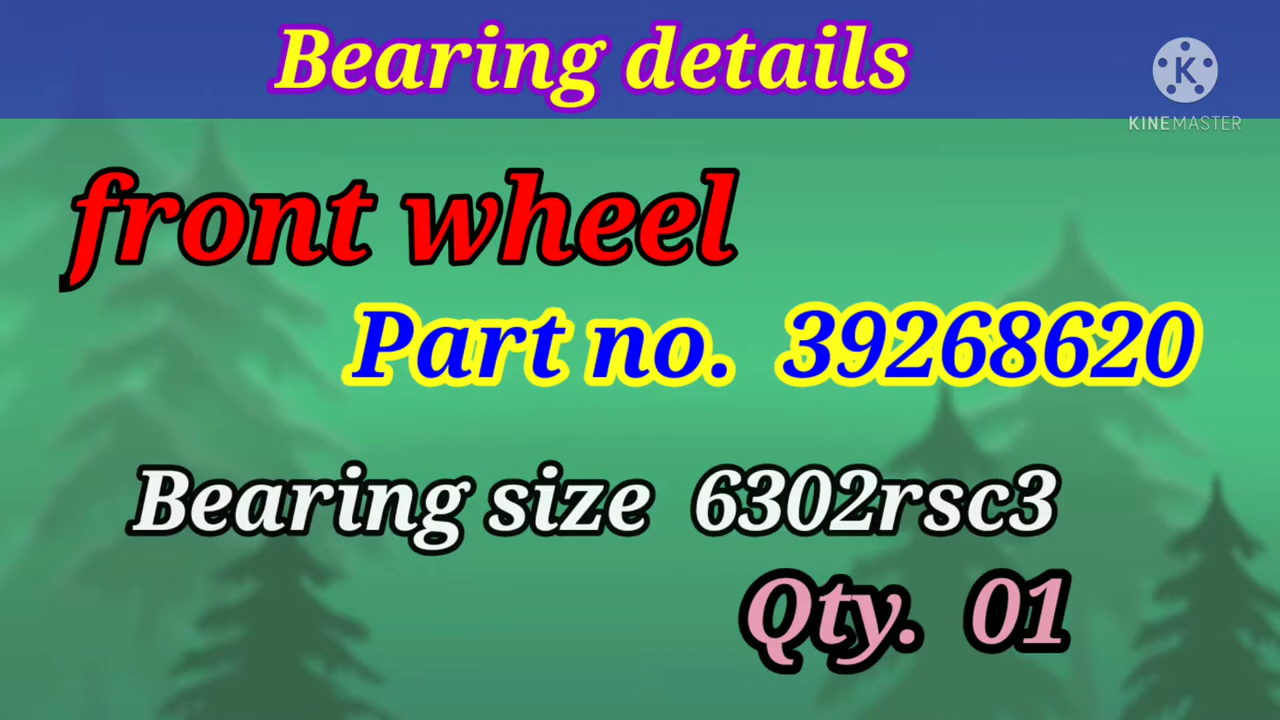 Bearing details
K
KINEMASTER
front wheel
Part no. 39268620
Bearing size 6302rsc3
Qty. 01